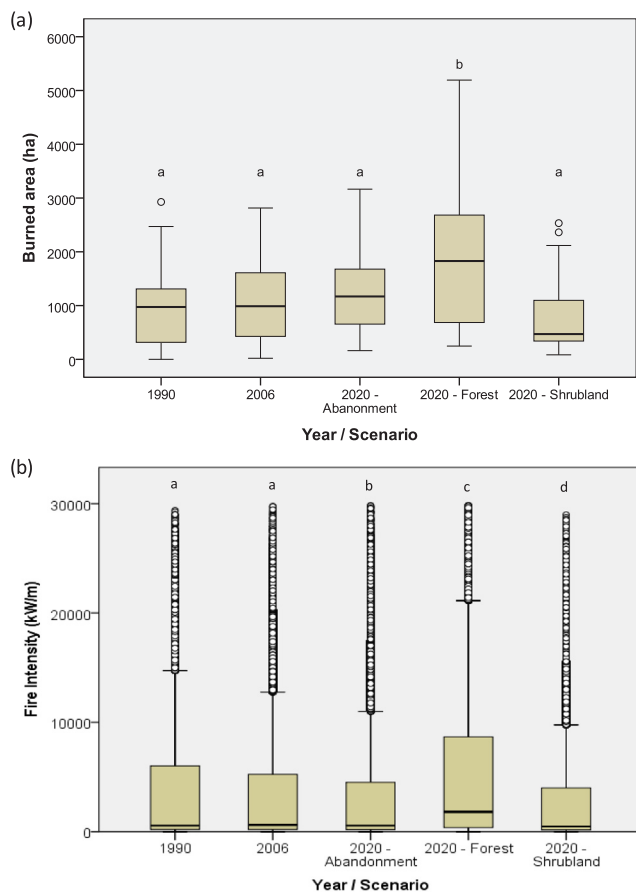 (a)
Burned area (ha)
6000
5000
4000
3000
2000
1000
0
a
a
a
b
a
1990
2006
2020 -
Abanonment
2020 - Forest
2020 - Shrubland
Year / Scenario
(b)
Fire Intensity (kW/m)
30000
20000
10000
0
a
a
b
c
d
1990
2006
2020 -
Abandonment
2020 - Forest
2020 -
Shrubland
Year / Scenario